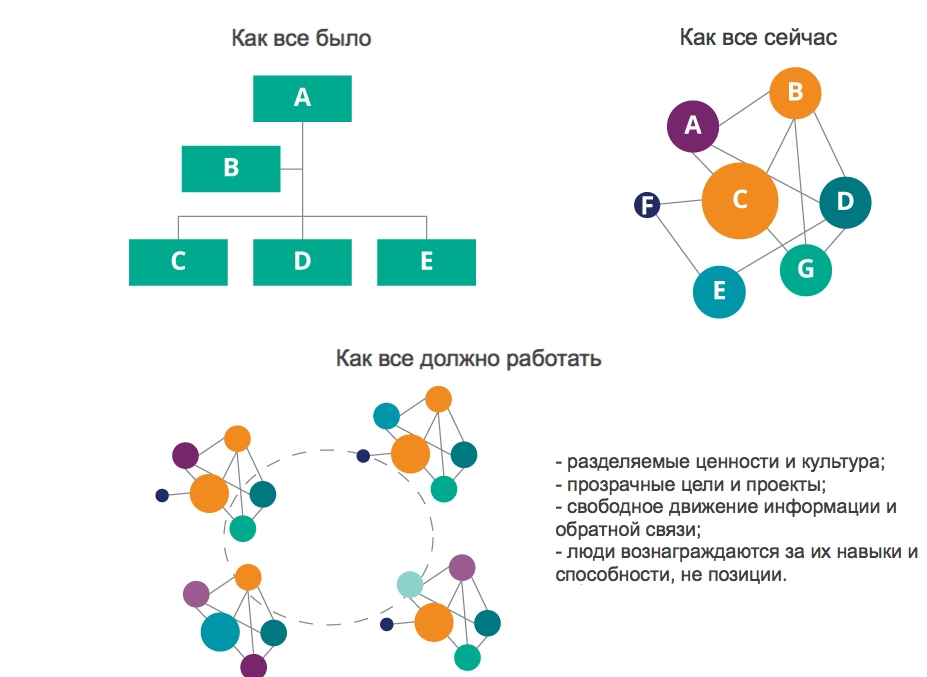 Как все было
Как все сейчас
A
B
C
D
E
B
A
C
F
D
G
E
Как все должно работать
- разделяемые ценности и культура;
- прозрачные цели и проекты;
- свободное движение информации и
обратной связи;
- люди вознаграждаются за их навыки и
способности, не позиции.